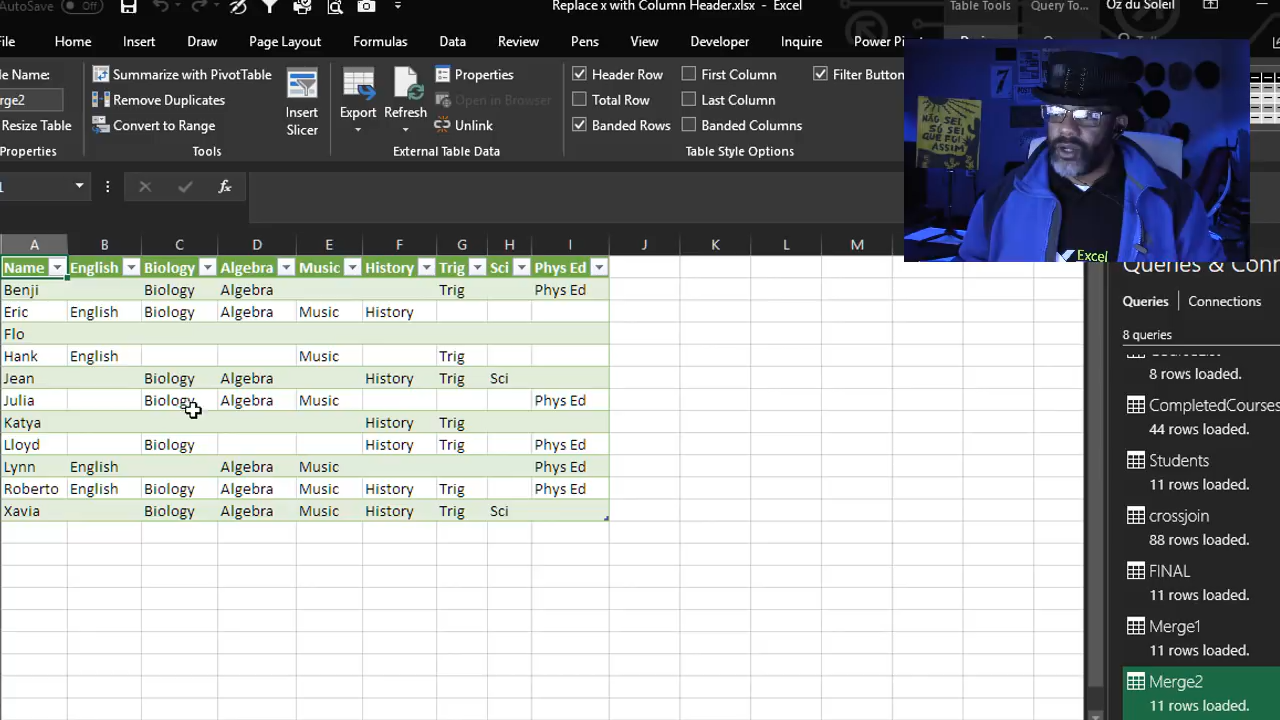 AutoSave Off
Replace x with Column Header.xlsx - Excel
Table Tools
Query To...
Oz du Soleil
File Home Insert Draw Page Layout Formulas Data Review Pens View Developer Inquire Power Pi
le Name:
rge2
Resize Table
Properties
Summarize with PivotTable
Remove Duplicates
Convert to Range
Tools
Insert
Slicer
Export
Refresh
Properties
Open in Browser
Unlink
External Table Data
Header Row
Total Row
Banded Rows
First Column
Last Column
Banded Columns
Filter Button
Table Style Options
NÃO SEI,
SÓ SEI
QUE FOI
ASSIM
7
Excel
fx
A B C D E F G H I J K L M
Name English Biology Algebra Music History Trig Sci Phys Ed
Benji Biology Algebra Trig Phys Ed
Eric English Biology Algebra Music History
Flo
Hank English Music Trig
Jean Biology Algebra History Trig Sci
Julia Biology Algebra Music Phys Ed
Katya History Trig
Lloyd Biology History Trig Phys Ed
Lynn English Algebra Music Phys Ed
Roberto English Biology Algebra Music History Trig Phys Ed
Xavia Biology Algebra Music History Trig Sci
Queries & Conn
Queries Connections
8 queries
8 rows loaded.
CompletedCourses
44 rows loaded.
Students
11 rows loaded.
crossjoin
88 rows loaded.
FINAL
11 rows loaded.
Merge1
11 rows loaded.
Merge2
11 rows loaded.